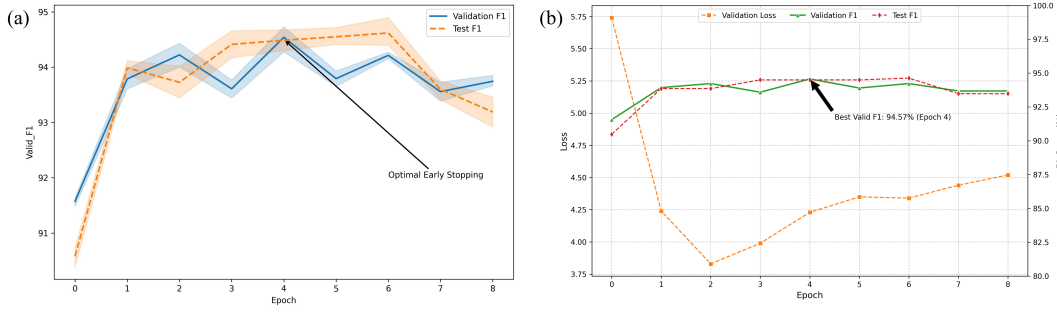 (a)
Validation F1
Test F1
95
94
93
92
91
Valid_F1
Optimal Early Stopping
0 1 2 3 4 5 6 7 8
Epoch
(b)
Validation Loss Validation F1 Test F1
5.75
5.50
5.25
5.00
4.75
4.50
4.25
4.00
3.75
Loss
Best Valid F1: 94.57% (Epoch 4)
100.0
97.5
95.0
92.5
90.0
87.5
85.0
82.5
80.0
0 1 2 3 4 5 6 7 8
Epoch